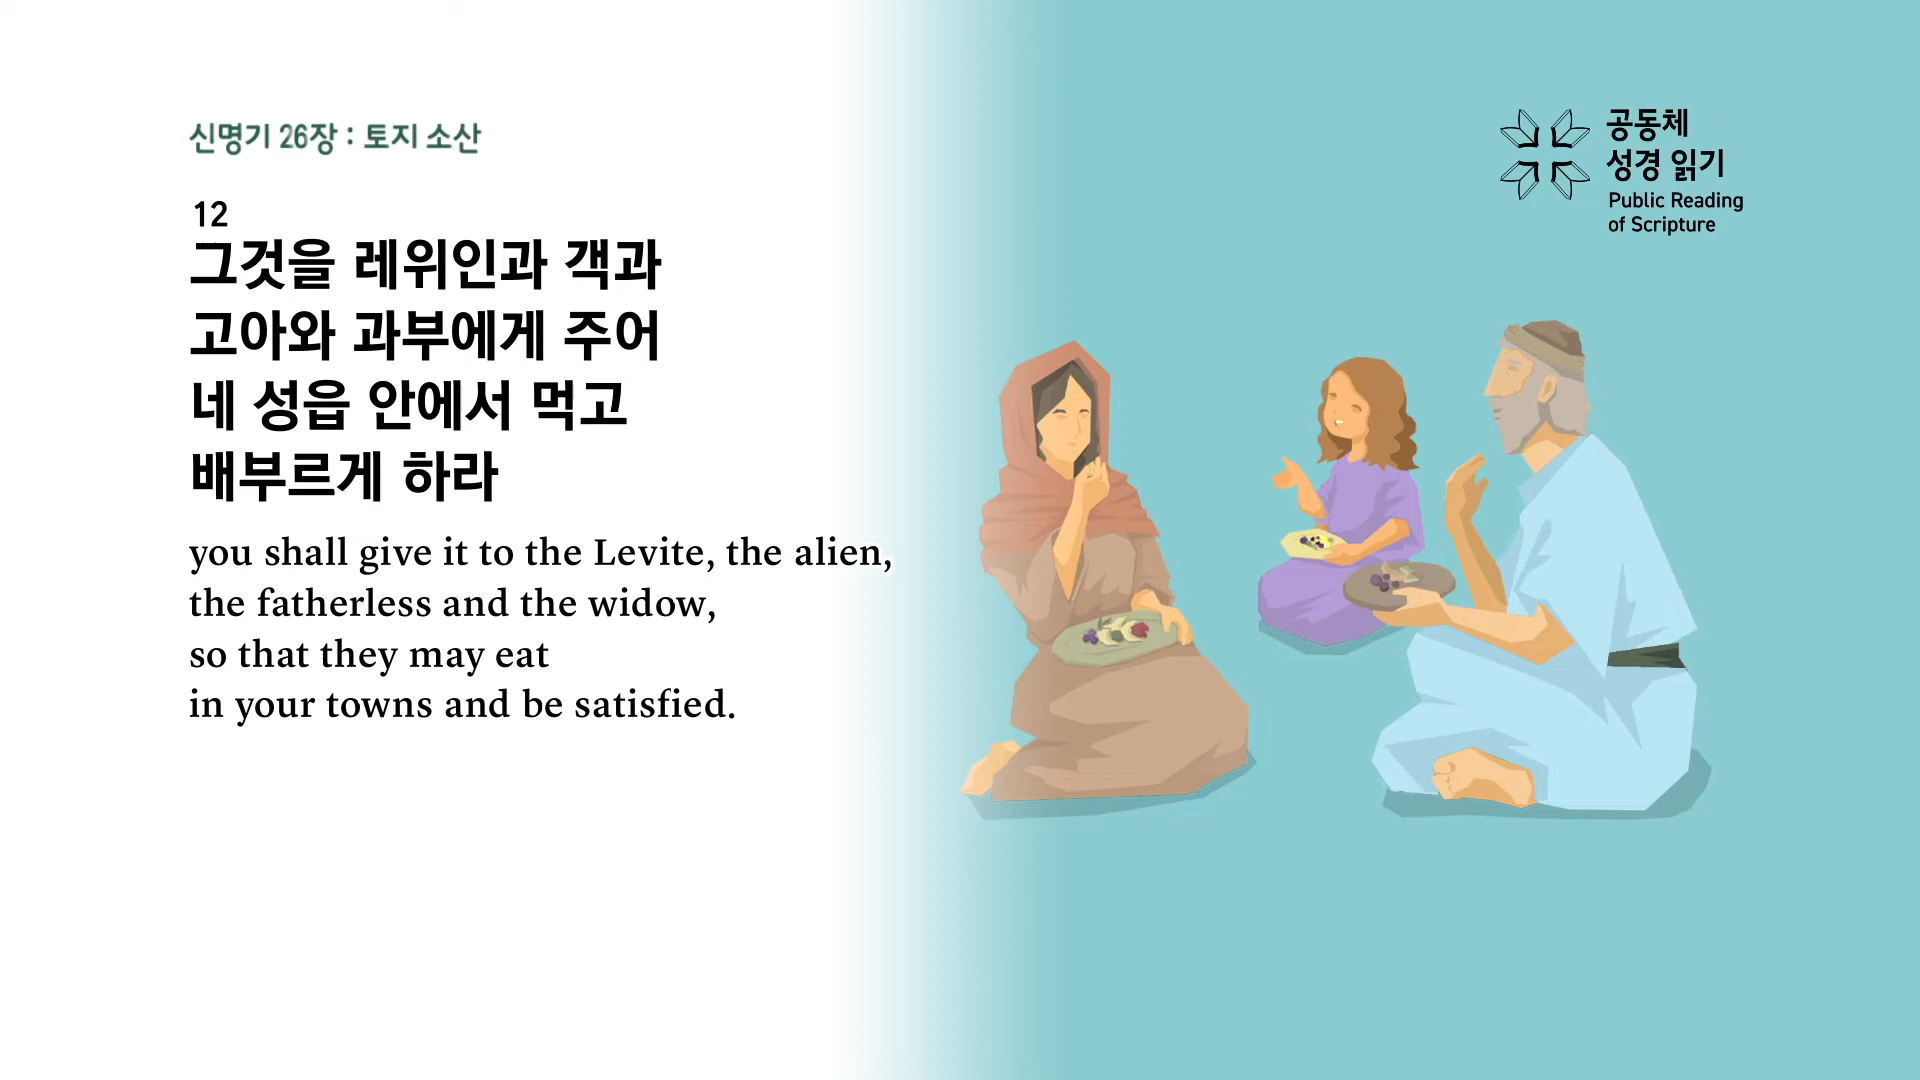 신명기 26장 : 토지 소산
12
그것을 레위인과 객과
고아와 과부에게 주어
네 성읍 안에서 먹고
배부르게 하라
you shall give it to the Levite, the alien,
the fatherless and the widow,
so that they may eat
in your towns and be satisfied.
공동체
성경 읽기
Public Reading
of Scripture